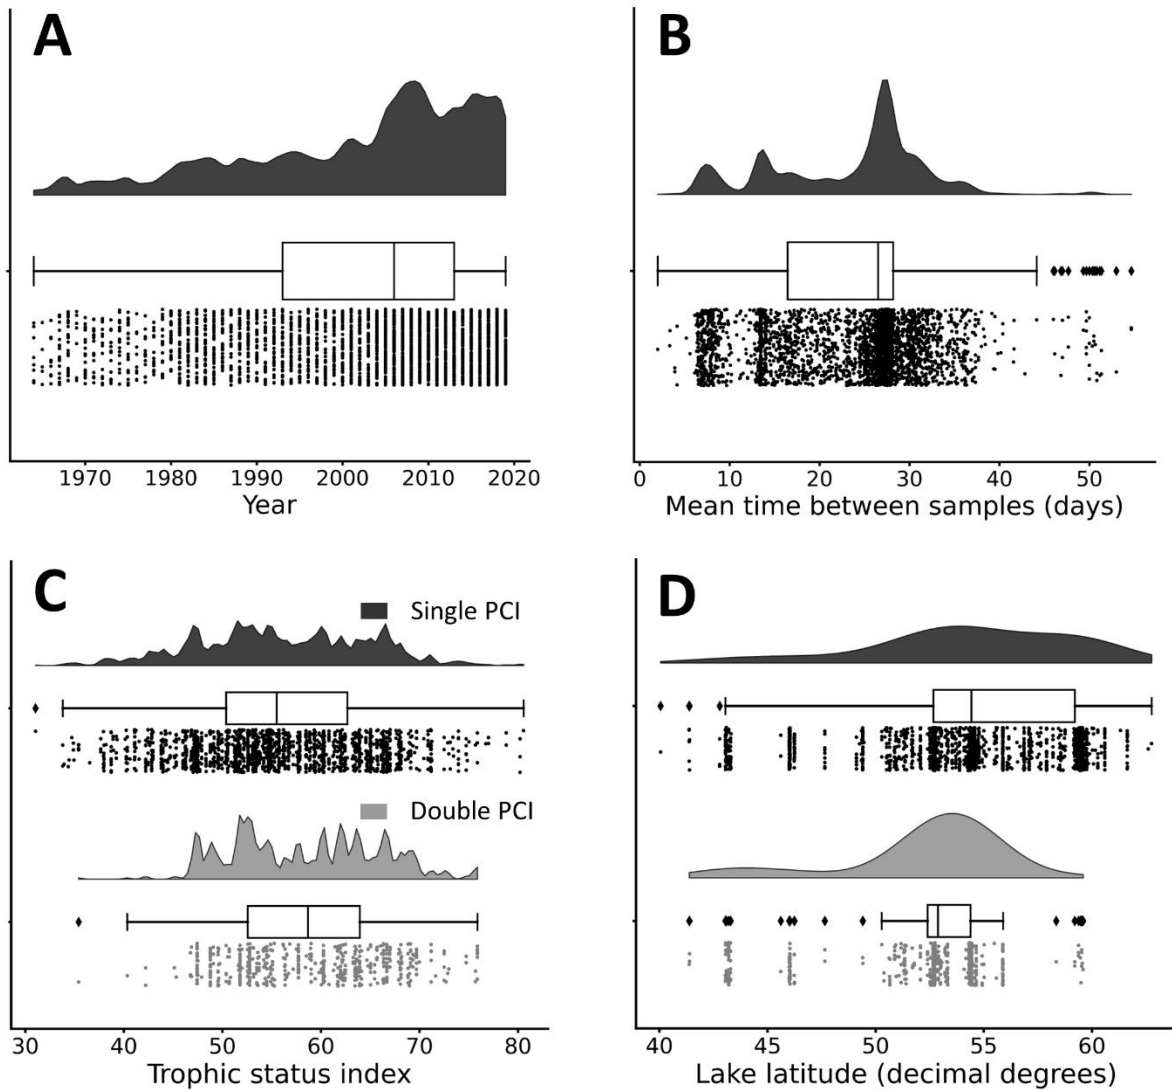 A
B
1970 1980 1990 2000 2010 2020
Year
0 10 20 30 40 50
Mean time between samples (days)
C
Single PCI
Double PCI
30 40 50 60 70 80
Trophic status index
D
40 45 50 55 60
Lake latitude (decimal degrees)